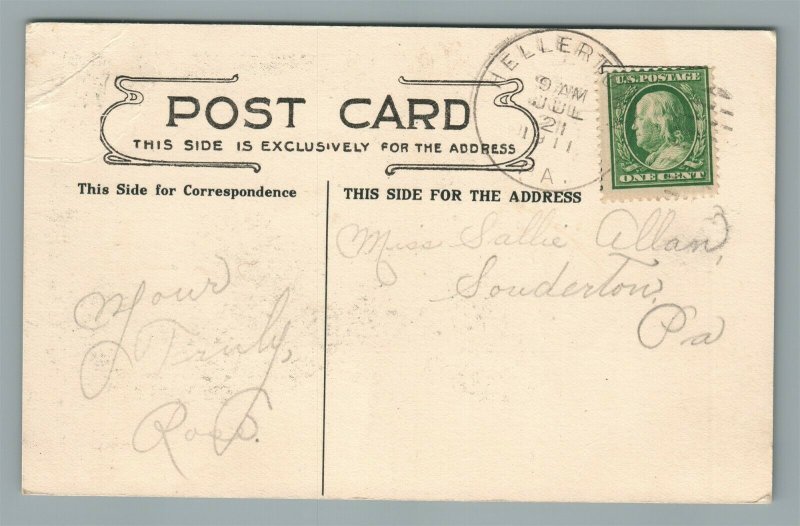 HELLERT
9 AM
JUL
21
1911
A.
U.S. POSTAGE
ONE CENT
POST CARD
THIS SIDE IS EXCLUSIVELY FOR THE ADDRESS
This Side for Correspondence
THIS SIDE FOR THE ADDRESS
Miss Sallie Allan,
Souderton,
Pa
Your
Truly,